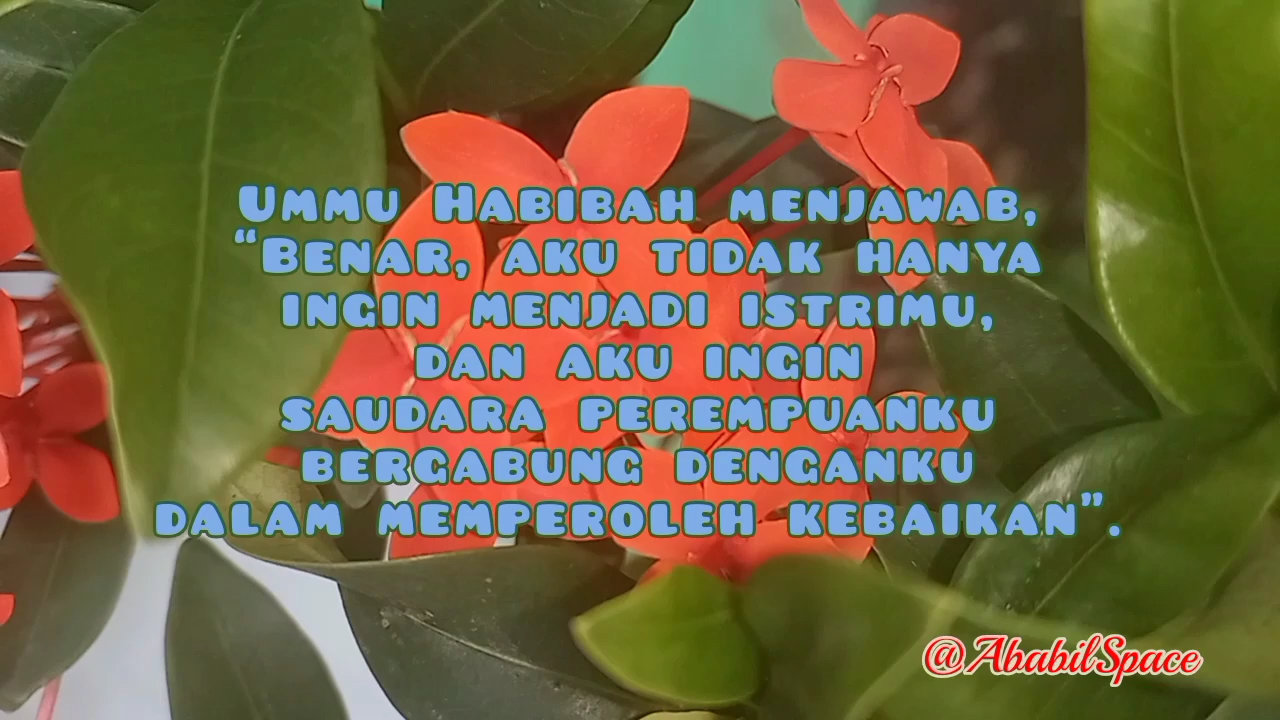 Ummu Habibah menjawab,
“Benar, aku tidak hanya
ingin menjadi istrimu,
dan aku ingin
saudara perempuanku
bergabung denganku
dalam memperoleh kebaikan”.
@AbabilSpace